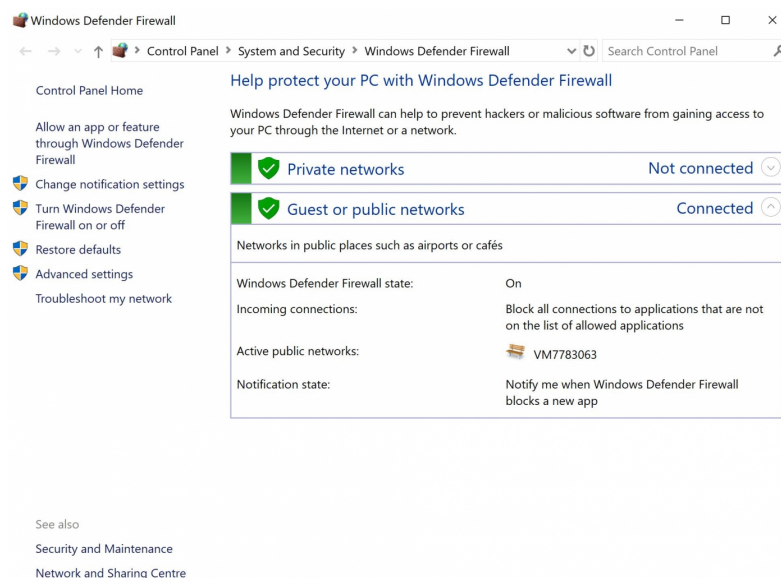 Windows Defender Firewall
Control Panel > System and Security > Windows Defender Firewall
Search Control Panel
Control Panel Home
Allow an app or feature
through Windows Defender
Firewall
Change notification settings
Turn Windows Defender
Firewall on or off
Restore defaults
Advanced settings
Troubleshoot my network
See also
Security and Maintenance
Network and Sharing Centre
Help protect your PC with Windows Defender Firewall
Windows Defender Firewall can help to prevent hackers or malicious software from gaining access to
your PC through the Internet or a network.
Private networks Not connected
Guest or public networks Connected
Networks in public places such as airports or cafés
Windows Defender Firewall state: On
Incoming connections: Block all connections to applications that are not
on the list of allowed applications
Active public networks: VM7783063
Notification state: Notify me when Windows Defender Firewall
blocks a new app